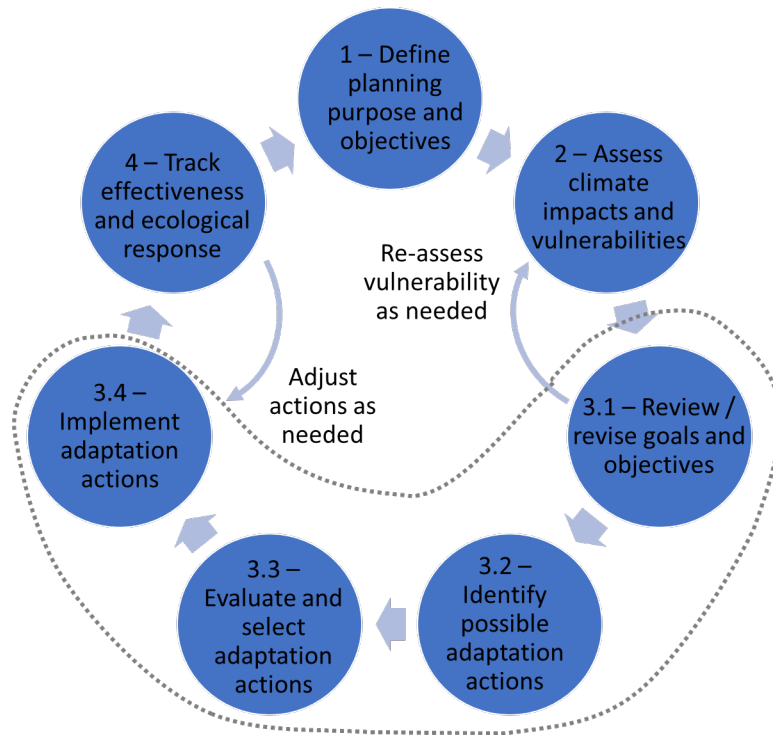 1 – Define
planning
purpose and
objectives
2 – Assess
climate
impacts and
vulnerabilities
3.1 – Review /
revise goals and
objectives
3.2 –
Identify
possible
adaptation
actions
3.3 –
Evaluate and
select
adaptation
actions
3.4 –
Implement
adaptation
actions
4 – Track
effectiveness
and ecological
response
Re-assess
vulnerability
as needed
Adjust
actions as
needed